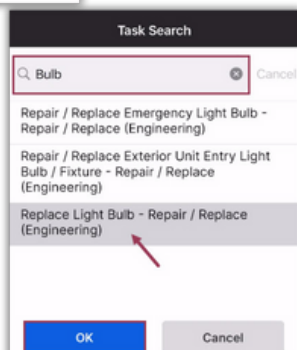 Task Search
Bulb
Cancel
Repair / Replace Emergency Light Bulb -
Repair / Replace (Engineering)
Repair / Replace Exterior Unit Entry Light
Bulb / Fixture - Repair / Replace
(Engineering)
Replace Light Bulb - Repair / Replace
(Engineering)
OK
Cancel